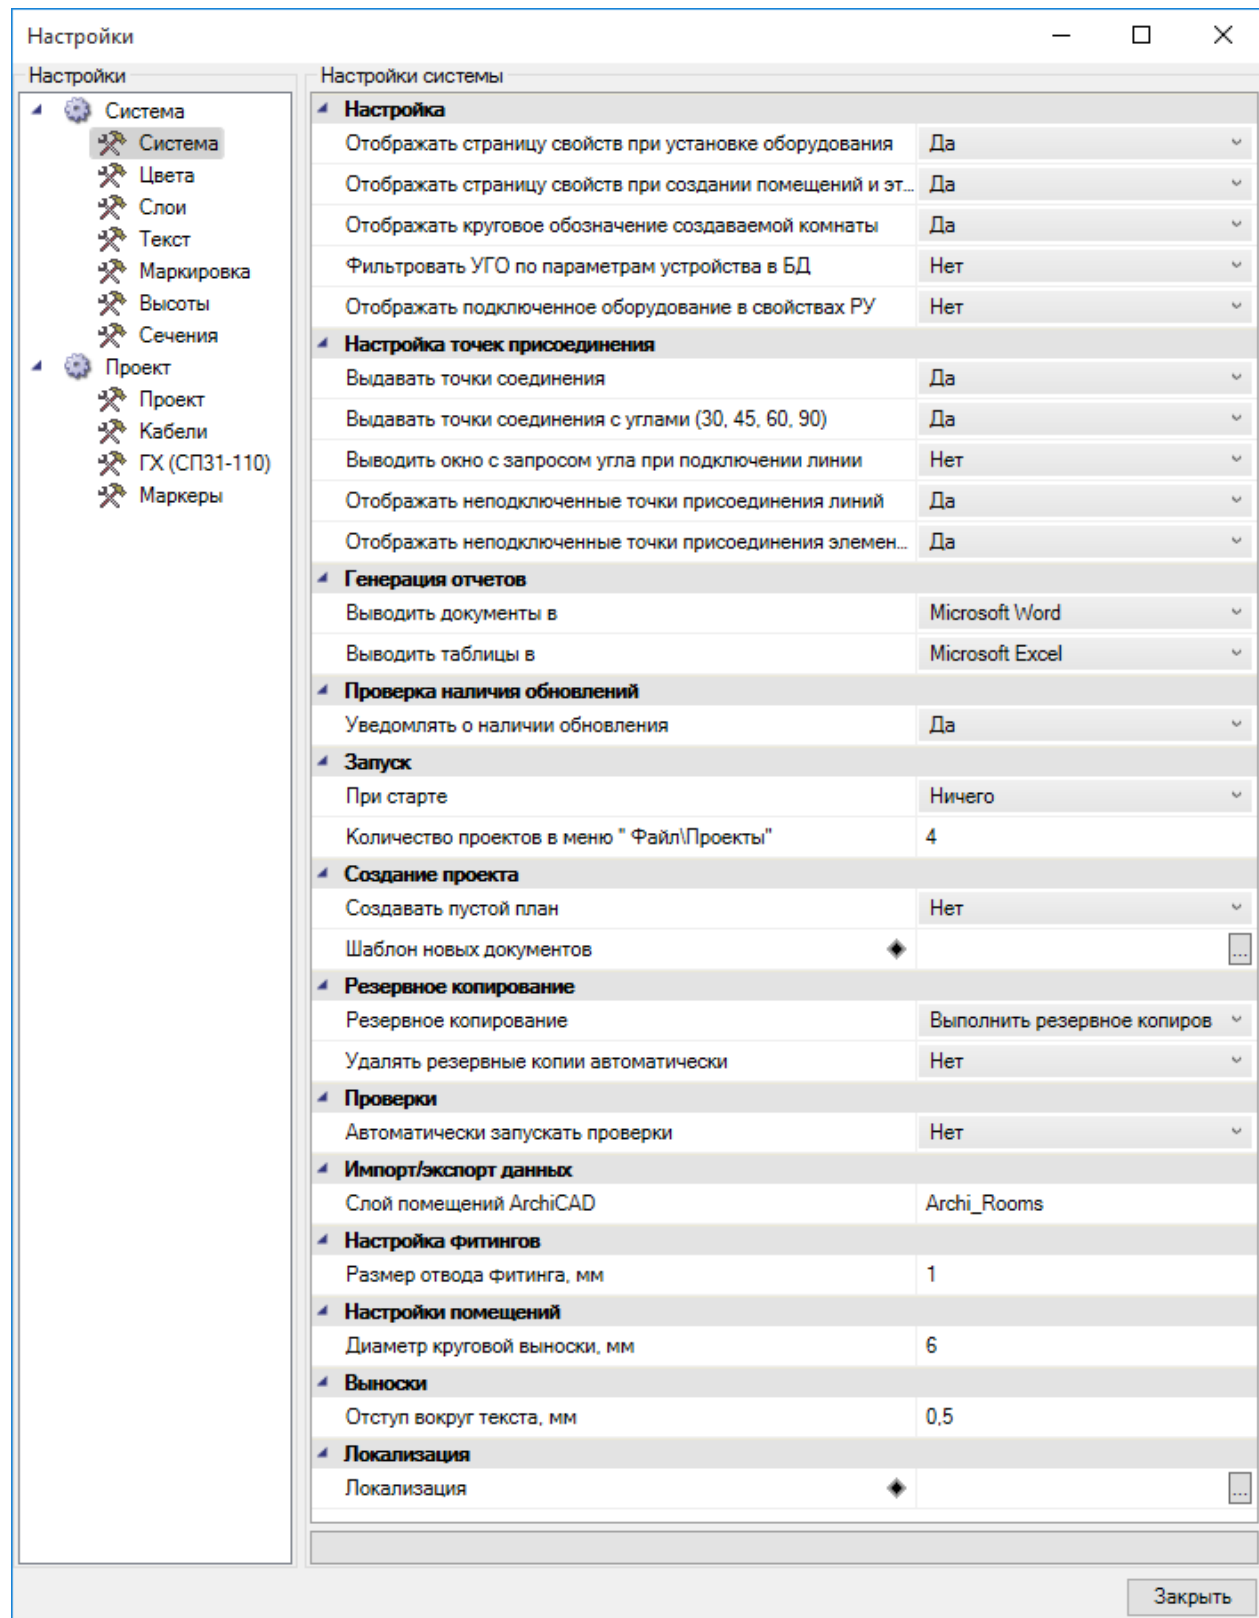 Настройки
Настройки
Система
Система
Цвета
Слои
Текст
Маркировка
Высоты
Сечения
Проект
Проект
Кабели
ГХ (СП31-110)
Маркеры
Настройки системы
Настройка
Отображать страницу свойств при установке оборудования Да
Отображать страницу свойств при создании помещений и эт... Да
Отображать круговое обозначение создаваемой комнаты Да
Фильтровать УГО по параметрам устройства в БД Нет
Отображать подключенное оборудование в свойствах РУ Нет
Настройка точек присоединения
Выдавать точки соединения Да
Выдавать точки соединения с углами (30, 45, 60, 90) Да
Выводить окно с запросом угла при подключении линии Нет
Отображать неподключенные точки присоединения линий Да
Отображать неподключенные точки присоединения элемен... Да
Генерация отчетов
Выводить документы в Microsoft Word
Выводить таблицы в Microsoft Excel
Проверка наличия обновлений
Уведомлять о наличии обновления Да
Запуск
При старте Ничего
Количество проектов в меню " Файл\Проекты" 4
Создание проекта
Создавать пустой план Нет
Шаблон новых документов ...
Резервное копирование
Резервное копирование Выполнить резервное копиров
Удалять резервные копии автоматически Нет
Проверки
Автоматически запускать проверки Нет
Импорт/экспорт данных
Слой помещений ArchiCAD Archi_Rooms
Настройка фитингов
Размер отвода фитинга, мм 1
Настройки помещений
Диаметр круговой выноски, мм 6
Выноски
Отступ вокруг текста, мм 0,5
Локализация
Локализация ...
Закрыть